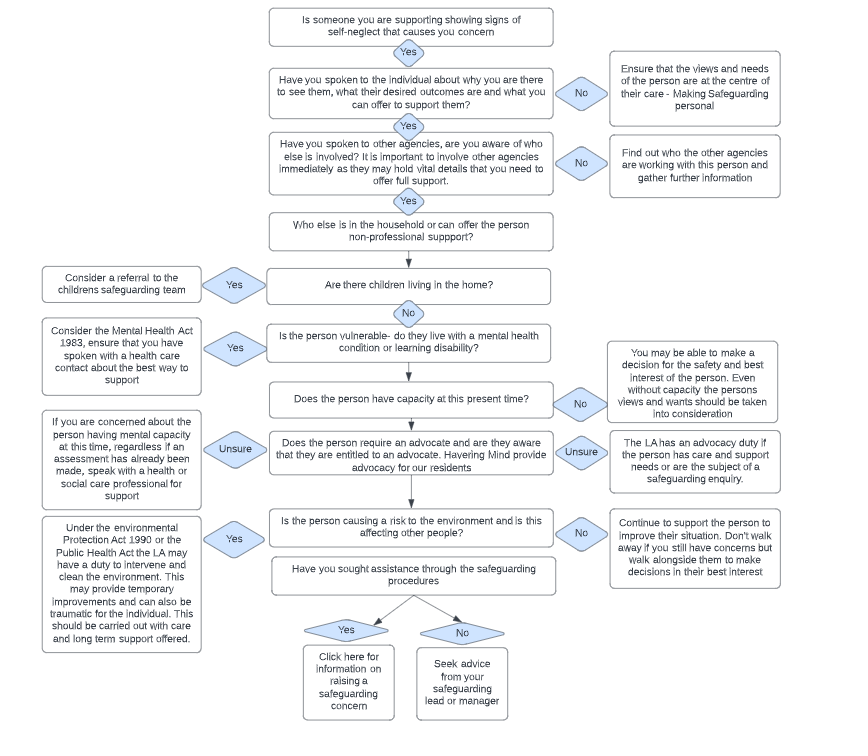 Is someone you are supporting showing signs of
self-neglect that causes you concern
Yes
Have you spoken to the individual about why you are there
to see them, what their desired outcomes are and what you
can offer to support them?
No
Ensure that the views and needs
of the person are at the centre of
their care - Making Safeguarding
personal
Yes
Have you spoken to other agencies, are you aware of who
else is involved? It is important to involve other agencies
immediately as they may hold vital details that you need to
offer full support.
No
Find out who the other agencies
are working with this person and
gather further information
Yes
Who else is in the household or can offer the person
non-professional suppport?
Consider a referral to the
childrens safeguarding team
Yes
Are there children living in the home?
No
Consider the Mental Health Act
1983, ensure that you have
spoken with a health care
contact about the best way to
support
Yes
Is the person vulnerable- do they live with a mental health
condition or learning disability?
Does the person have capacity at this present time?
No
You may be able to make a
decision for the safety and best
interest of the person. Even
without capacity the persons
views and wants should be taken
into consideration
If you are concerned about the
person having mental capacity
at this time, regardless if an
assessment has already been
made, speak with a health or
social care professional for
support
Unsure
Does the person require an advocate and are they aware
that they are entitled to an advocate. Havering Mind provide
advocacy for our residents
Unsure
The LA has an advocacy duty if
the person has care and support
needs or are the subject of a
safeguarding enquiry.
Under the environmental
Protection Act 1990 or the
Public Health Act the LA may
have a duty to intervene and
clean the environment. This
may provide temporary
improvements and can also be
traumatic for the individual. This
should be carried out with care
and long term support offered.
Yes
Is the person causing a risk to the environment and is this
affecting other people?
No
Continue to support the person to
improve their situation. Don't walk
away if you still have concerns but
walk alongside them to make
decisions in their best interest
Have you sought assistance through the safeguarding
procedures
Yes
Click here for
information on
raising a
safeguarding
concern
No
Seek advice
from your
safeguarding
lead or manager